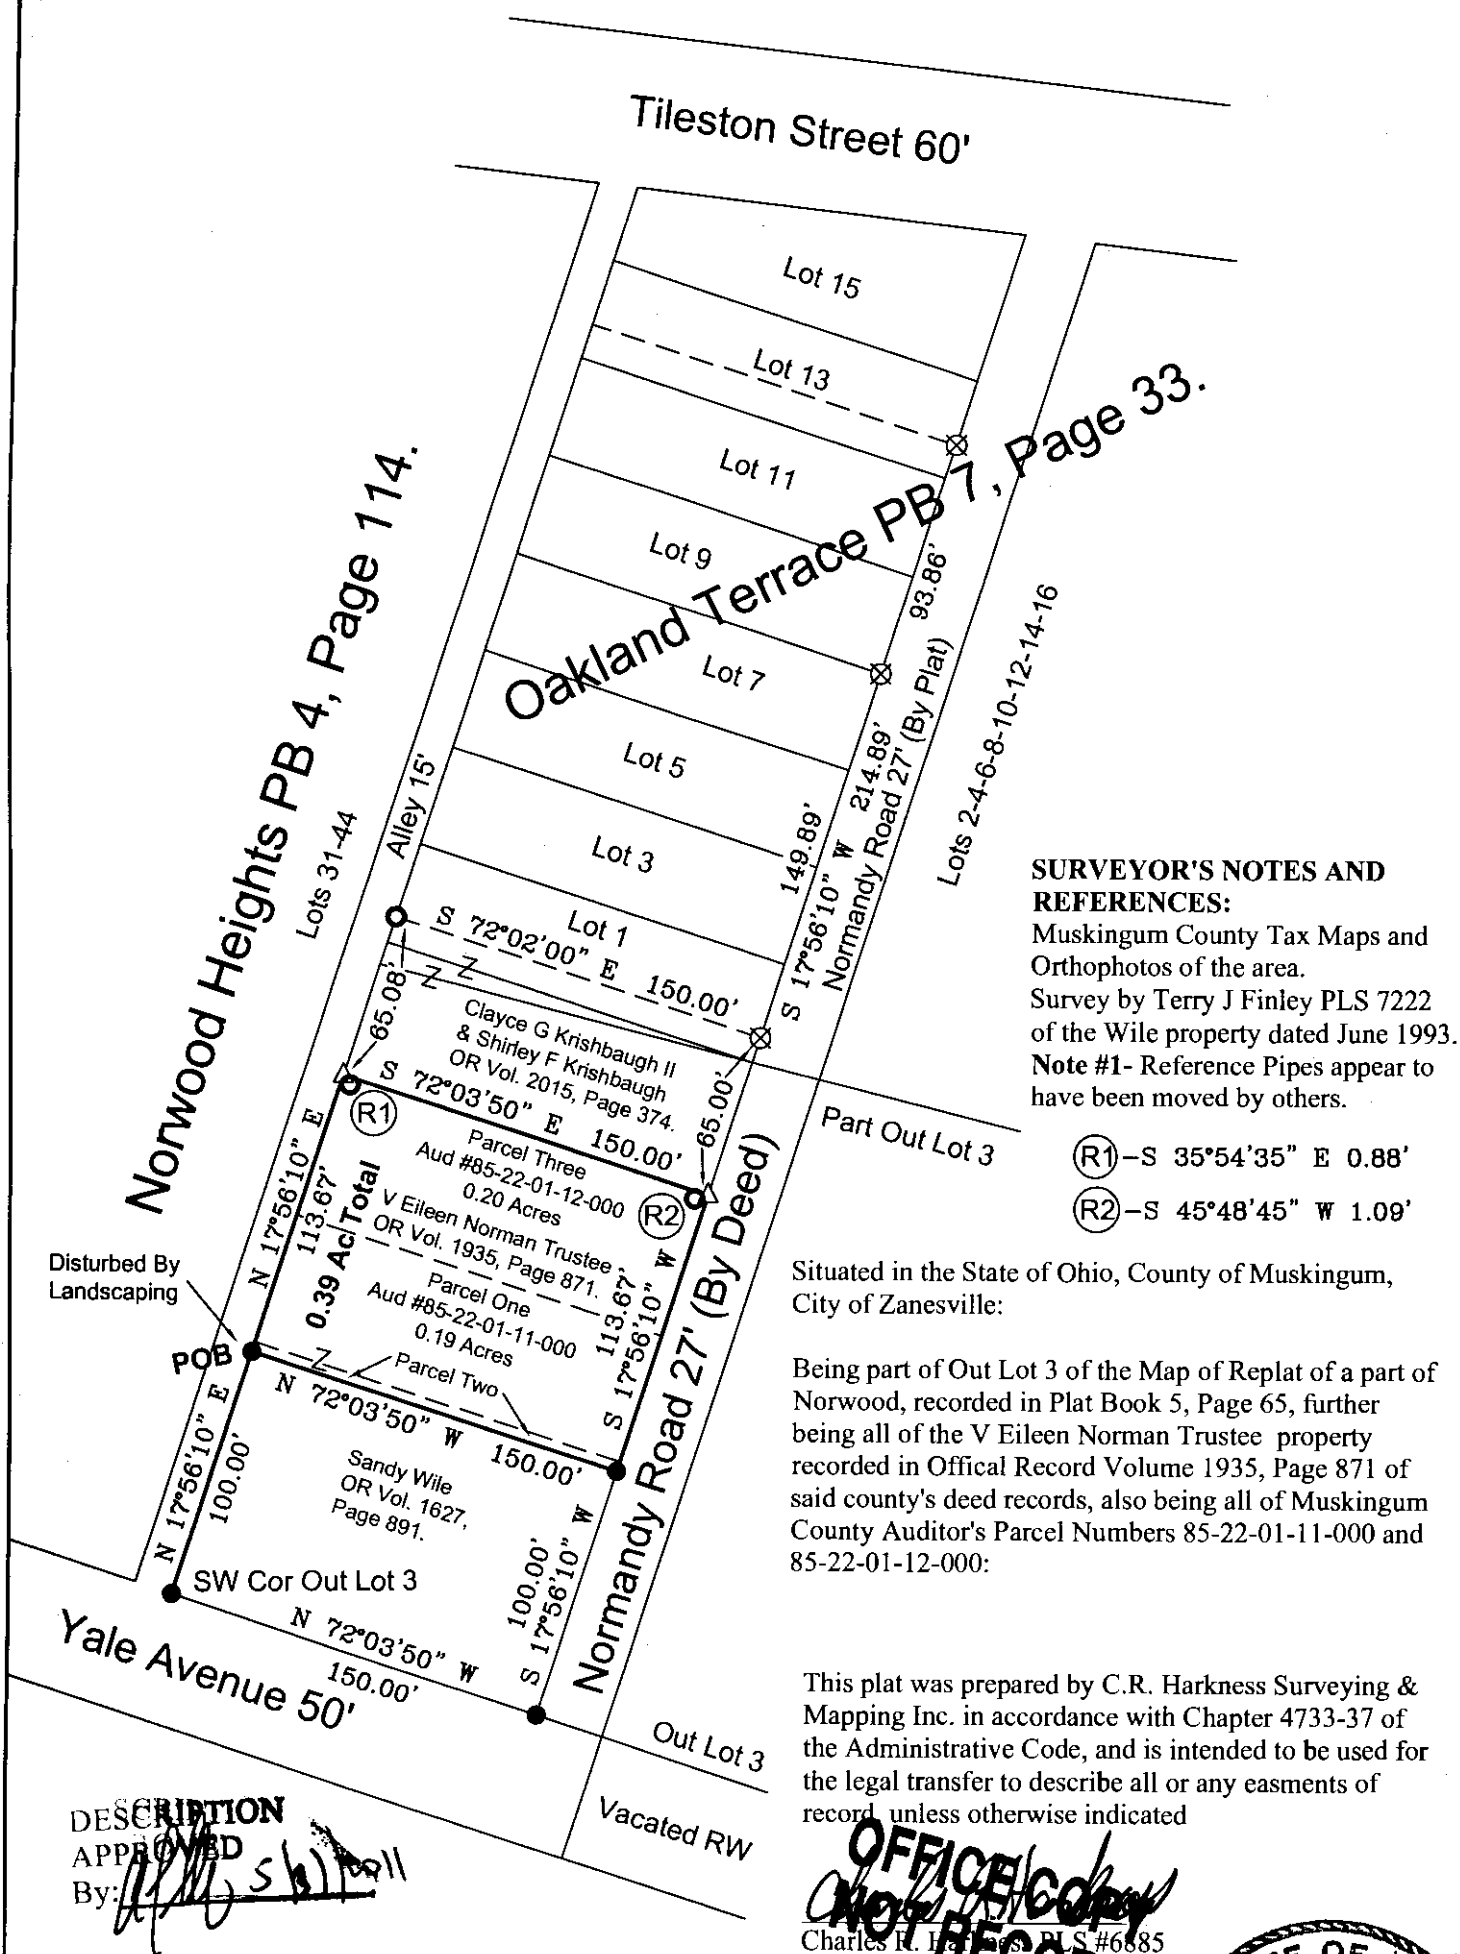 Tileston Street 60'
Lot 15
Lot 13
Lot 11
Lot 9
Lot 7
Lot 5
Lot 3
Lot 1
Oakland Terrace PB 7, Page 33.
Norwood Heights PB 4, Page 114.
Lots 31-44
Alley 15'
93.86'
214.89'
149.89'
S 17°56'10" W
Normandy Road 27' (By Plat)
Lots 2-4-6-8-10-12-14-16
S 72°02'00" E 150.00'
Z Z
65.08'
Clayce G Krishbaugh II
& Shirley F Krishbaugh
OR Vol. 2015, Page 374.
65.00'
S 72°03'50" E 150.00'
R1
R2
Part Out Lot 3
Parcel Three
Aud #85-22-01-12-000
0.20 Acres
V Eileen Norman Trustee
OR Vol. 1935, Page 871.
Parcel One
Aud #85-22-01-11-000
0.19 Acres
Parcel Two
Z
0.39 Ac Total
N 17°56'10" E
113.67'
113.67'
S 17°56'10" W
Disturbed By
Landscaping
POB
N 72°03'50" W 150.00'
Sandy Wile
OR Vol. 1627,
Page 891.
N 17°56'10" E
100.00'
100.00'
S 17°56'10" W
SW Cor Out Lot 3
N 72°03'50" W
150.00'
Normandy Road 27' (By Deed)
Yale Avenue 50'
Out Lot 3
Vacated RW
SURVEYOR'S NOTES AND
REFERENCES:
Muskingum County Tax Maps and
Orthophotos of the area.
Survey by Terry J Finley PLS 7222
of the Wile property dated June 1993.
Note #1- Reference Pipes appear to
have been moved by others.
R1-S 35°54'35" E 0.88'
R2-S 45°48'45" W 1.09'
Situated in the State of Ohio, County of Muskingum,
City of Zanesville:
Being part of Out Lot 3 of the Map of Replat of a part of
Norwood, recorded in Plat Book 5, Page 65, further
being all of the V Eileen Norman Trustee property
recorded in Offical Record Volume 1935, Page 871 of
said county's deed records, also being all of Muskingum
County Auditor's Parcel Numbers 85-22-01-11-000 and
85-22-01-12-000:
This plat was prepared by C.R. Harkness Surveying &
Mapping Inc. in accordance with Chapter 4733-37 of
the Administrative Code, and is intended to be used for
the legal transfer to describe all or any easments of
record, unless otherwise indicated
DESCRIPTION
APPROVED
By:
OFFICE COPY
NOT
Charles R. Harkness PLS #6885
OF